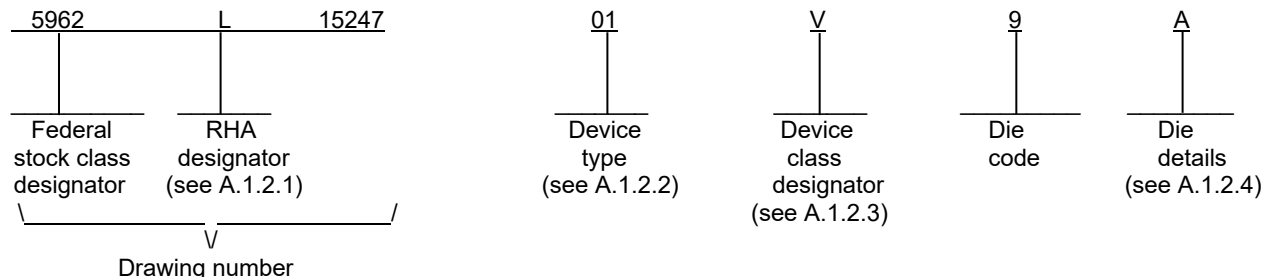 5962 L 15247 01 V 9 A
Federal RHA Device Device Die Die
stock class designator type class code details
designator (see A.1.2.1) (see A.1.2.2) designator (see A.1.2.4)
(see A.1.2.3)
Drawing number